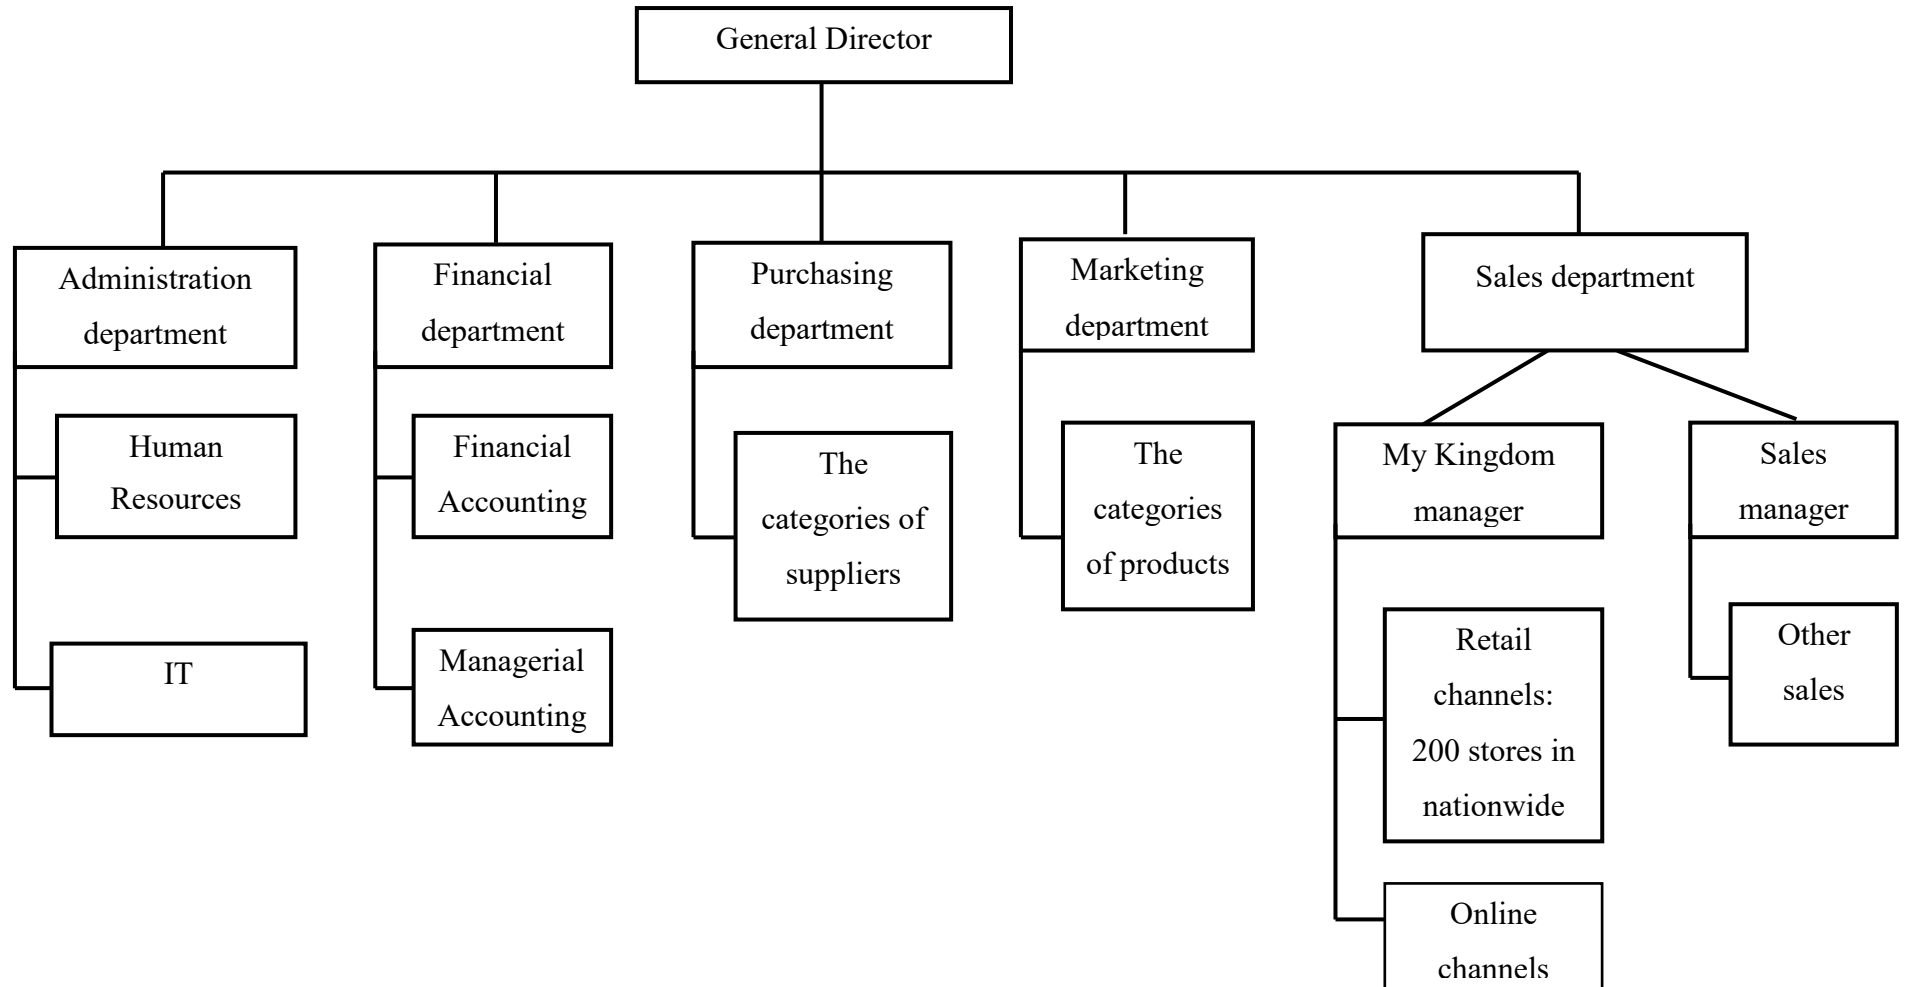 General Director
Administration
department
Financial
department
Purchasing
department
Marketing
department
Sales department
Human
Resources
Financial
Accounting
The
categories of
suppliers
The
categories
of products
My Kingdom
manager
Sales
manager
IT
Managerial
Accounting
Retail
channels:
200 stores in
nationwide
Other
sales
Online
channels